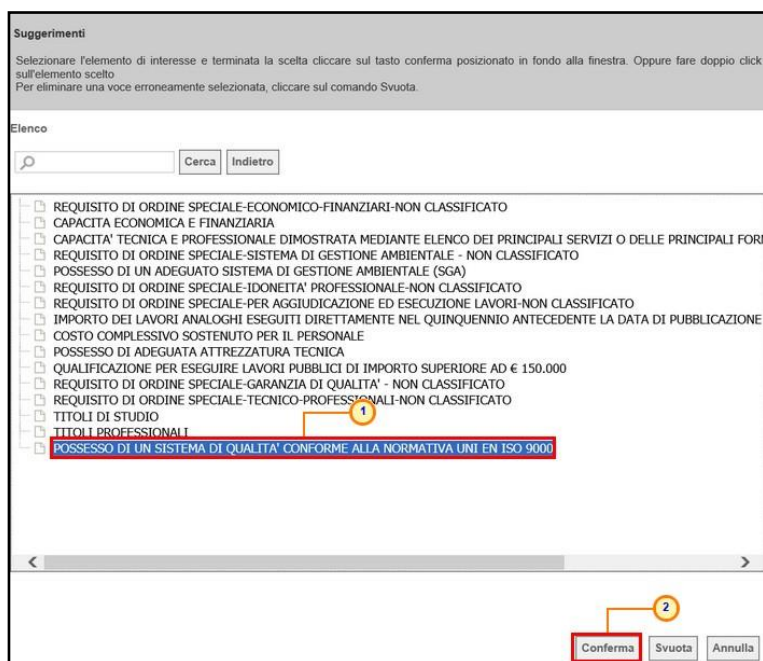 Suggerimenti
Selezionare l'elemento di interesse e terminata la scelta cliccare sul tasto conferma posizionato in fondo alla finestra. Oppure fare doppio click
sull'elemento scelto
Per eliminare una voce erroneamente selezionata, cliccare sul comando Svuota.
Elenco
Cerca Indietro
REQUISITO DI ORDINE SPECIALE-ECONOMICO-FINANZIARI-NON CLASSIFICATO
CAPACITA ECONOMICA E FINANZIARIA
CAPACITA' TECNICA E PROFESSIONALE DIMOSTRATA MEDIANTE ELENCO DEI PRINCIPALI SERVIZI O DELLE PRINCIPALI FOR
REQUISITO DI ORDINE SPECIALE-SISTEMA DI GESTIONE AMBIENTALE - NON CLASSIFICATO
POSSESSO DI UN ADEGUATO SISTEMA DI GESTIONE AMBIENTALE (SGA)
REQUISITO DI ORDINE SPECIALE-IDONEITA' PROFESSIONALE-NON CLASSIFICATO
REQUISITO DI ORDINE SPECIALE-PER AGGIUDICAZIONE ED ESECUZIONE LAVORI-NON CLASSIFICATO
IMPORTO DEI LAVORI ANALOGHI ESEGUITI DIRETTAMENTE NEL QUINQUENNIO ANTECEDENTE LA DATA DI PUBBLICAZIONE
COSTO COMPLESSIVO SOSTENUTO PER IL PERSONALE
POSSESSO DI ADEGUATA ATTREZZATURA TECNICA
QUALIFICAZIONE PER ESEGUIRE LAVORI PUBBLICI DI IMPORTO SUPERIORE AD € 150.000
REQUISITO DI ORDINE SPECIALE-GARANZIA DI QUALITA' - NON CLASSIFICATO
REQUISITO DI ORDINE SPECIALE-TECNICO-PROFESSIONALI-NON CLASSIFICATO
1
TITOLI DI STUDIO
TITOLI PROFESSIONALI
POSSESSO DI UN SISTEMA DI QUALITA' CONFORME ALLA NORMATIVA UNI EN ISO 9000
2
Conferma Svuota Annulla